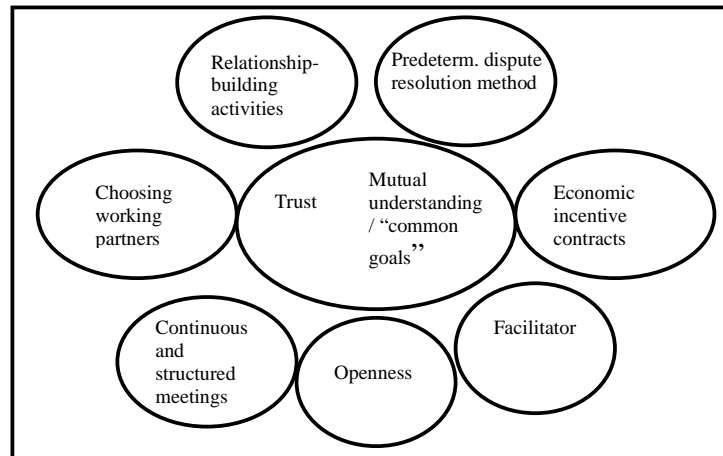 Relationship-
building
activities
Predeterm. dispute
resolution method
Choosing
working
partners
Trust
Mutual
understanding
/ “common
goals”
Economic
incentive
contracts
Continuous
and
structured
meetings
Openness
Facilitator